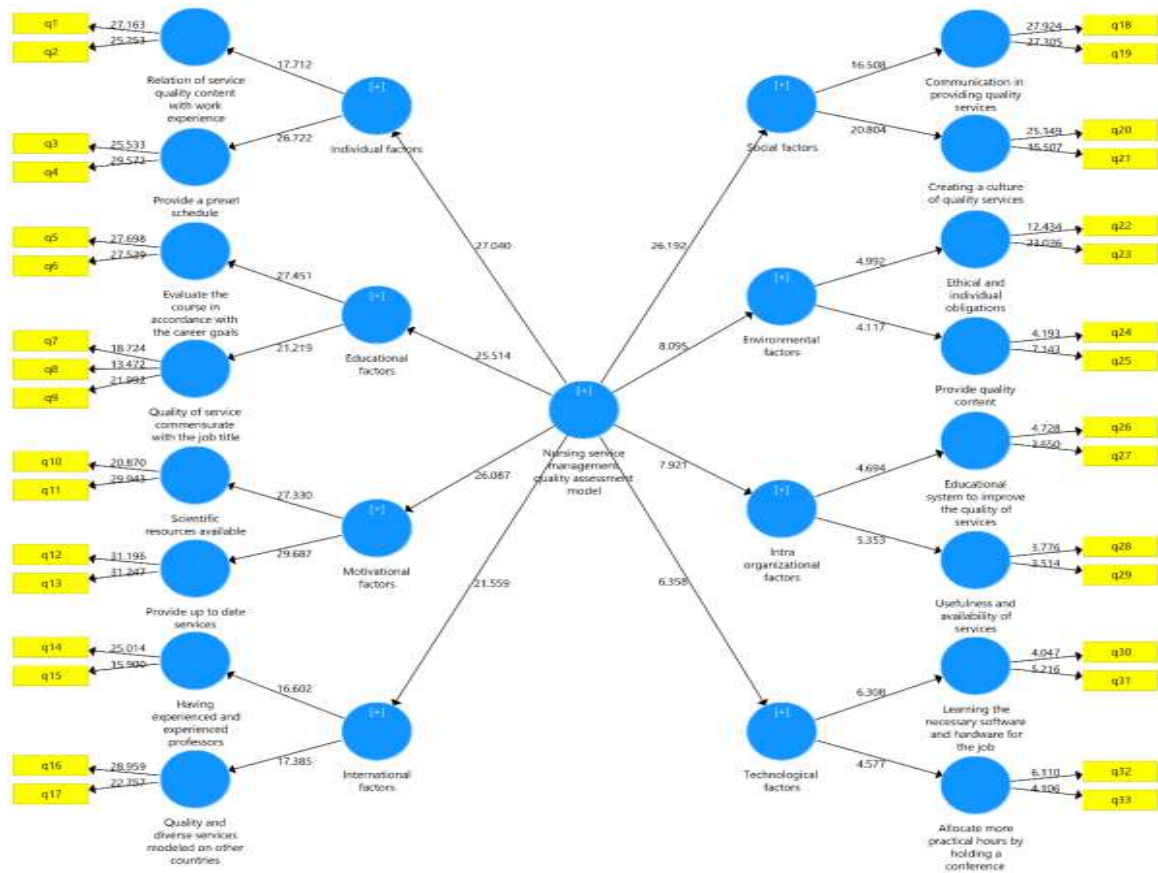 q1
27.163
q2
25.253
Relation of service
quality content
with work
experience
17.712
q3
25.533
q4
29.573
Provide a preset
schedule
26.722
[+]
Individual factors
27.040
q5
27.698
q6
27.529
Evaluate the
course in
accordance with
the career goals
27.451
q7
18.724
q8
13.472
q9
21.992
Quality of service
commensurate
with the job title
21.219
[+]
Educational
factors
25.514
q10
20.870
q11
29.943
Scientific
resources available
27.330
q12
31.195
q13
31.247
Provide up to date
services
29.687
[+]
Motivational
factors
26.087
q14
25.014
q15
15.900
Having
experienced and
experienced
professors
16.602
q16
28.959
q17
22.757
Quality and
diverse services
modeled on other
countries
17.385
[+]
International
factors
21.559
[+]
Nursing service
management
quality assessment
model
26.192
[+]
Social factors
16.508
Communication in
providing quality
services
27.924
q18
27.305
q19
20.804
Creating a culture
of quality services
25.149
q20
16.507
q21
8.095
[+]
Environmental
factors
4.992
Ethical and
individual
obligations
12.434
q22
23.036
q23
4.117
Provide quality
content
4.193
q24
7.143
q25
7.921
[+]
Intra
organizational
factors
4.694
Educational
system to improve
the quality of
services
4.728
q26
q27
5.353
Usefulness and
availability of
services
3.776
q28
3.514
q29
6.358
[+]
Technological
factors
6.308
Learning the
necessary software
and hardware for
the job
4.047
q30
5.216
q31
4.577
Allocate more
practical hours by
holding a
conference
6.110
q32
4.106
q33